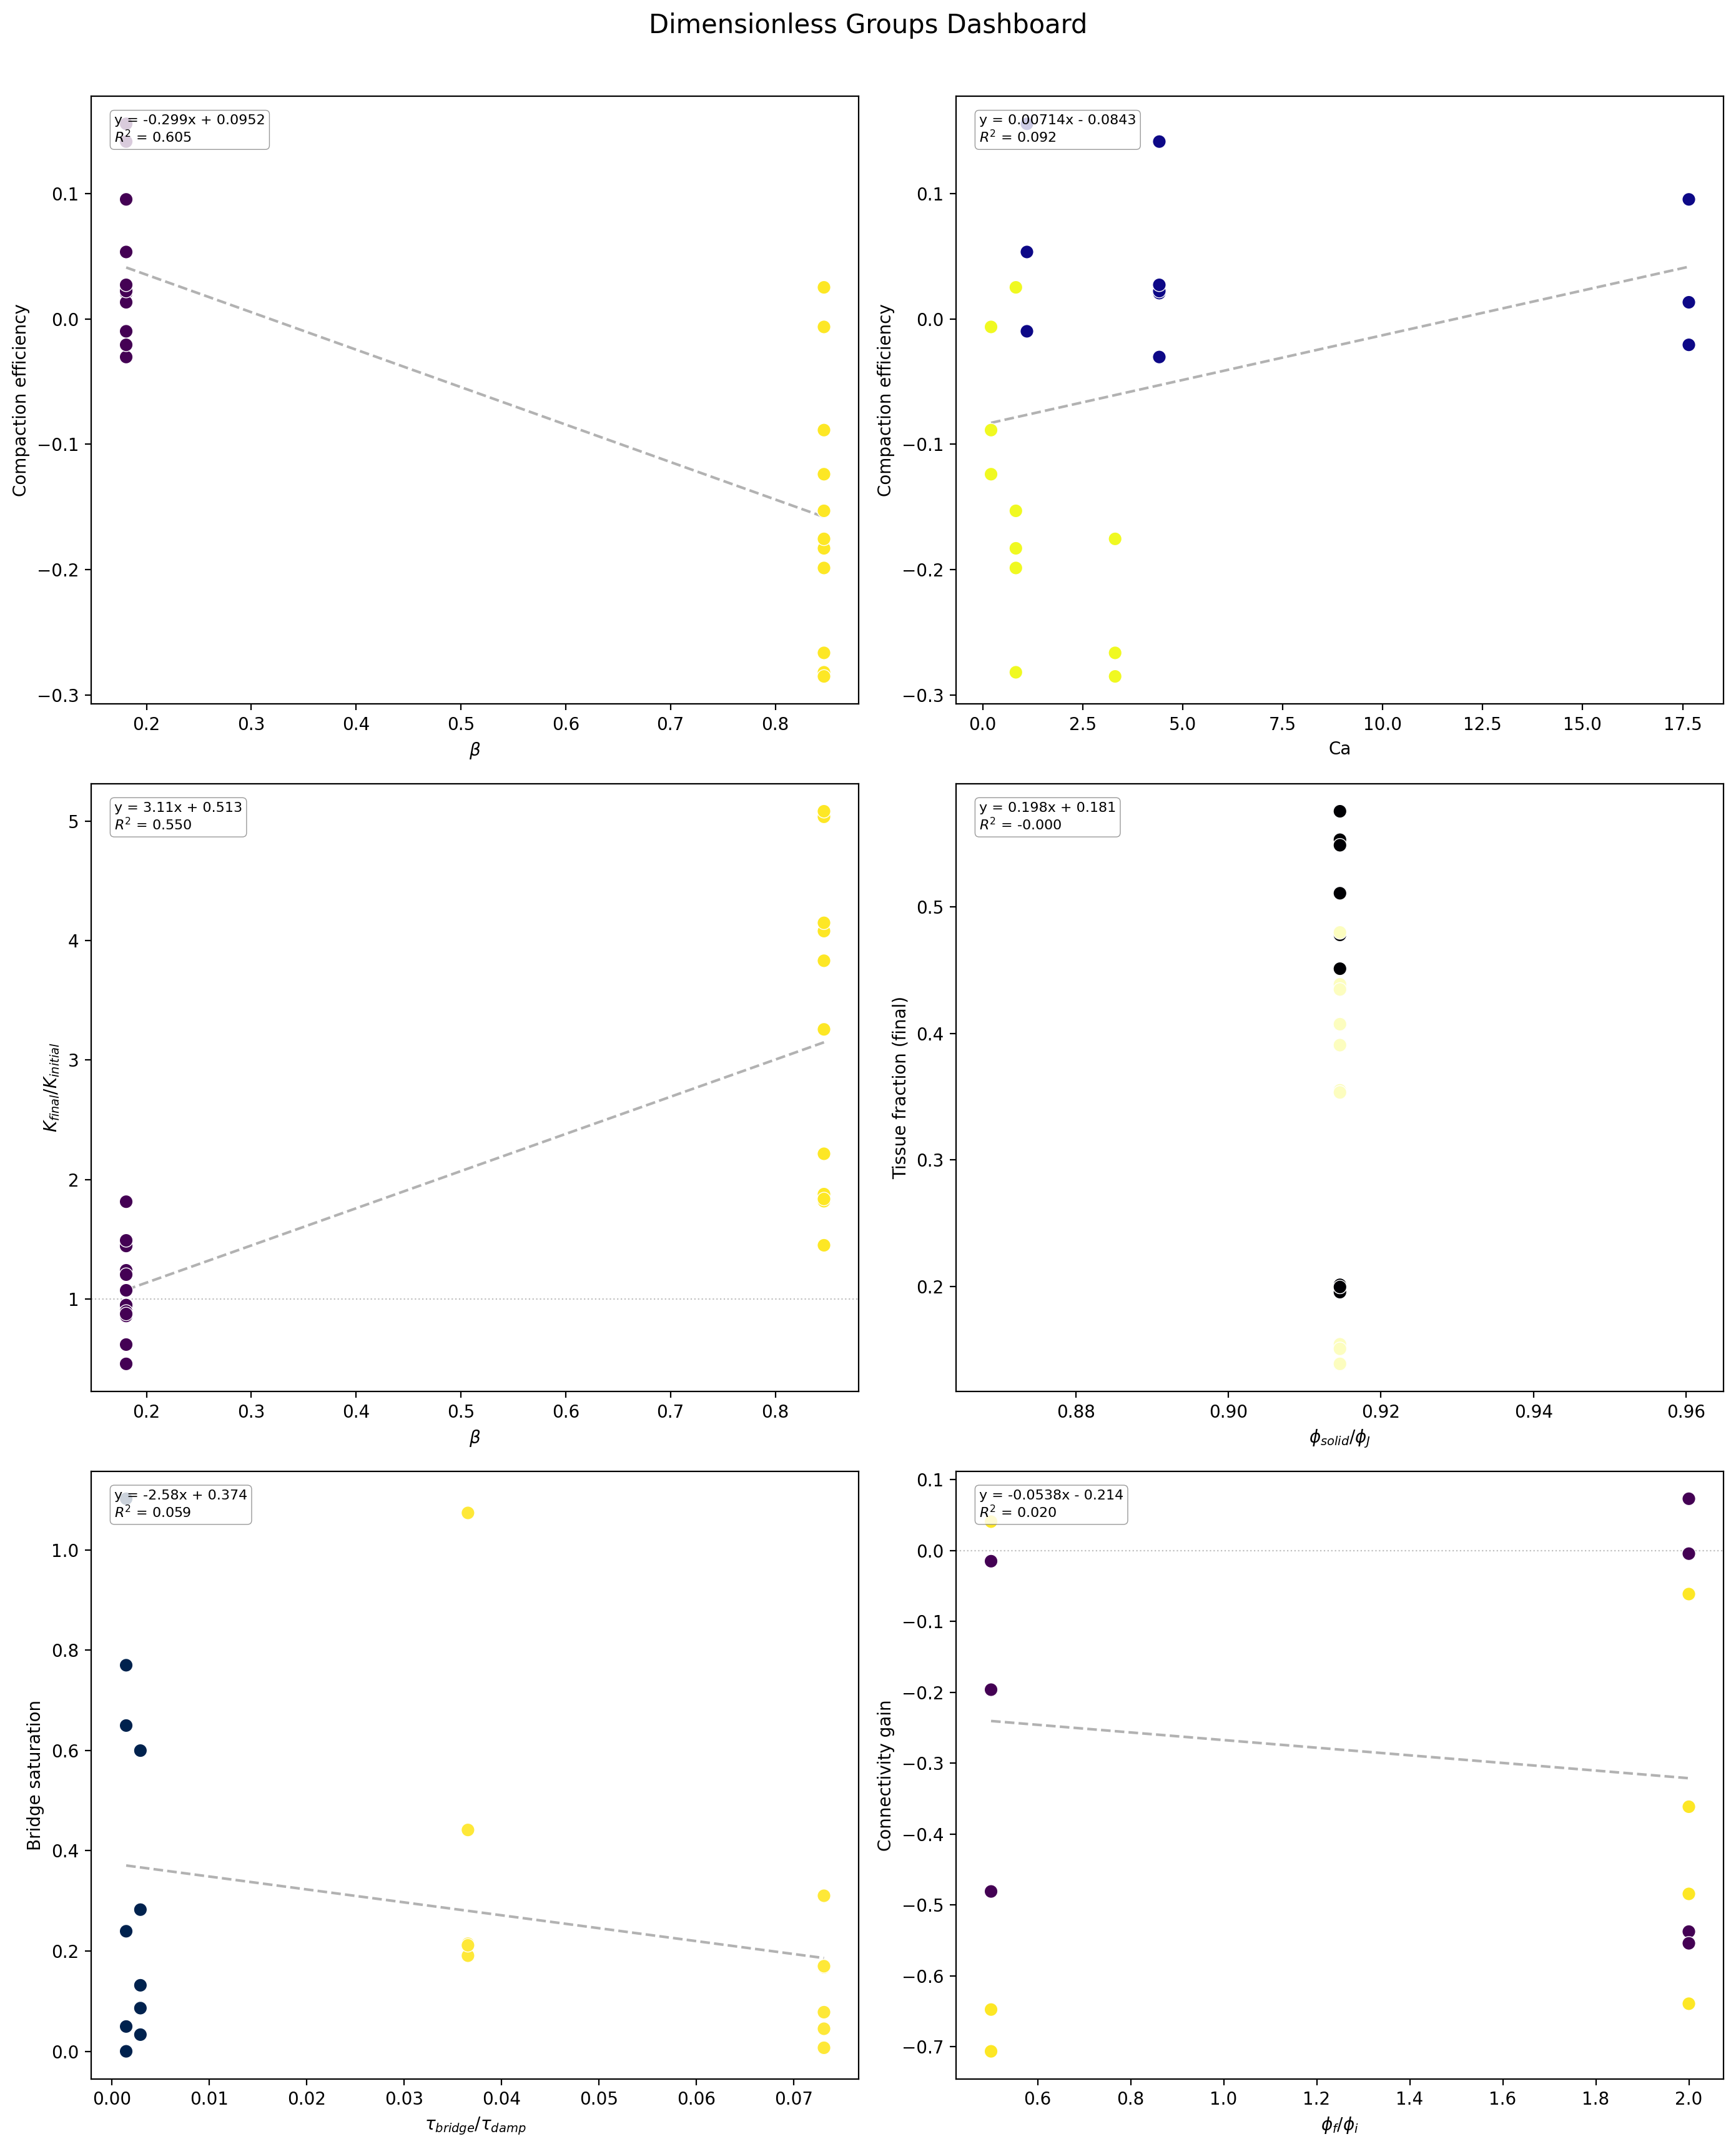 Dimensionless Groups Dashboard
y = -0.299x + 0.0952
R² = 0.605
0.1
0.0
−0.1
−0.2
−0.3
Compaction efficiency
0.2 0.3 0.4 0.5 0.6 0.7 0.8
β
y = 0.00714x - 0.0843
R² = 0.092
0.1
0.0
−0.1
−0.2
−0.3
Compaction efficiency
0.0 2.5 5.0 7.5 10.0 12.5 15.0 17.5
Ca
y = 3.11x + 0.513
R² = 0.550
5
4
3
2
1
K_final/K_initial
0.2 0.3 0.4 0.5 0.6 0.7 0.8
β
y = 0.198x + 0.181
R² = -0.000
0.5
0.4
0.3
0.2
Tissue fraction (final)
0.88 0.90 0.92 0.94 0.96
ϕ_solid/ϕ_J
y = -2.58x + 0.374
R² = 0.059
1.0
0.8
0.6
0.4
0.2
0.0
Bridge saturation
0.00 0.01 0.02 0.03 0.04 0.05 0.06 0.07
τ_bridge/τ_damp
y = -0.0538x - 0.214
R² = 0.020
0.1
0.0
−0.1
−0.2
−0.3
−0.4
−0.5
−0.6
−0.7
Connectivity gain
0.6 0.8 1.0 1.2 1.4 1.6 1.8 2.0
ϕ_f/ϕ_i